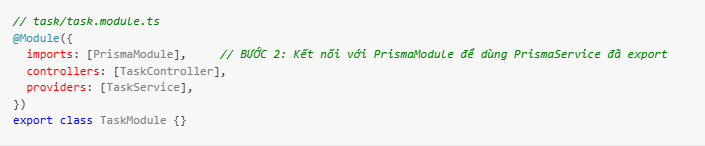 // task/task.module.ts
@Module({
  imports: [PrismaModule],     // BƯỚC 2: Kết nối với PrismaModule để dùng PrismaService đã export
  controllers: [TaskController],
  providers: [TaskService],
})
export class TaskModule {}